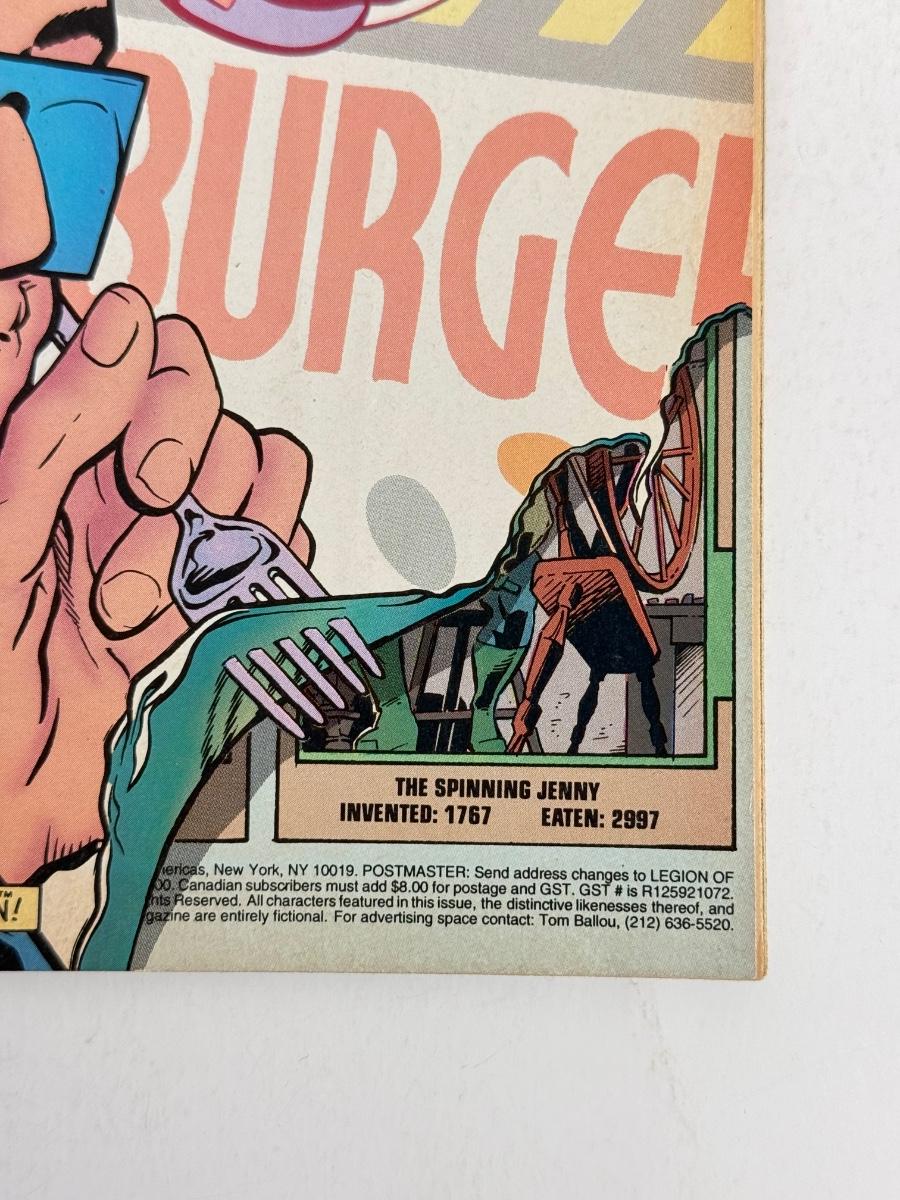 BURGE
THE SPINNING JENNY
INVENTED: 1767 EATEN: 2997
ericas, New York, NY 10019. POSTMASTER: Send address changes to LEGION OF
00. Canadian subscribers must add $8.00 for postage and GST. GST # is R125921072.
hts Reserved. All characters featured in this issue, the distinctive likenesses thereof, and
gazine are entirely fictional. For advertising space contact: Tom Ballou, (212) 636-5520.
TM
N!